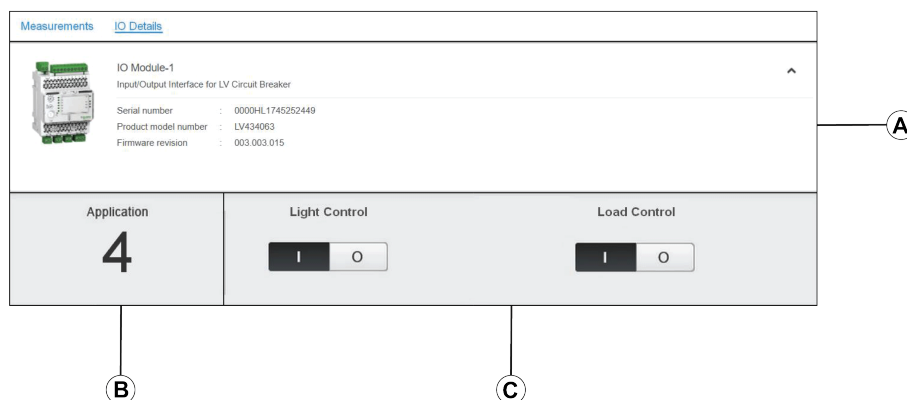 Measurements IO Details
IO Module-1
Input/Output Interface for LV Circuit Breaker
Serial number : 0000HL1745252449
Product model number : LV434063
Firmware revision : 003.003.015
A
Application Light Control Load Control
4 I O I O
B C